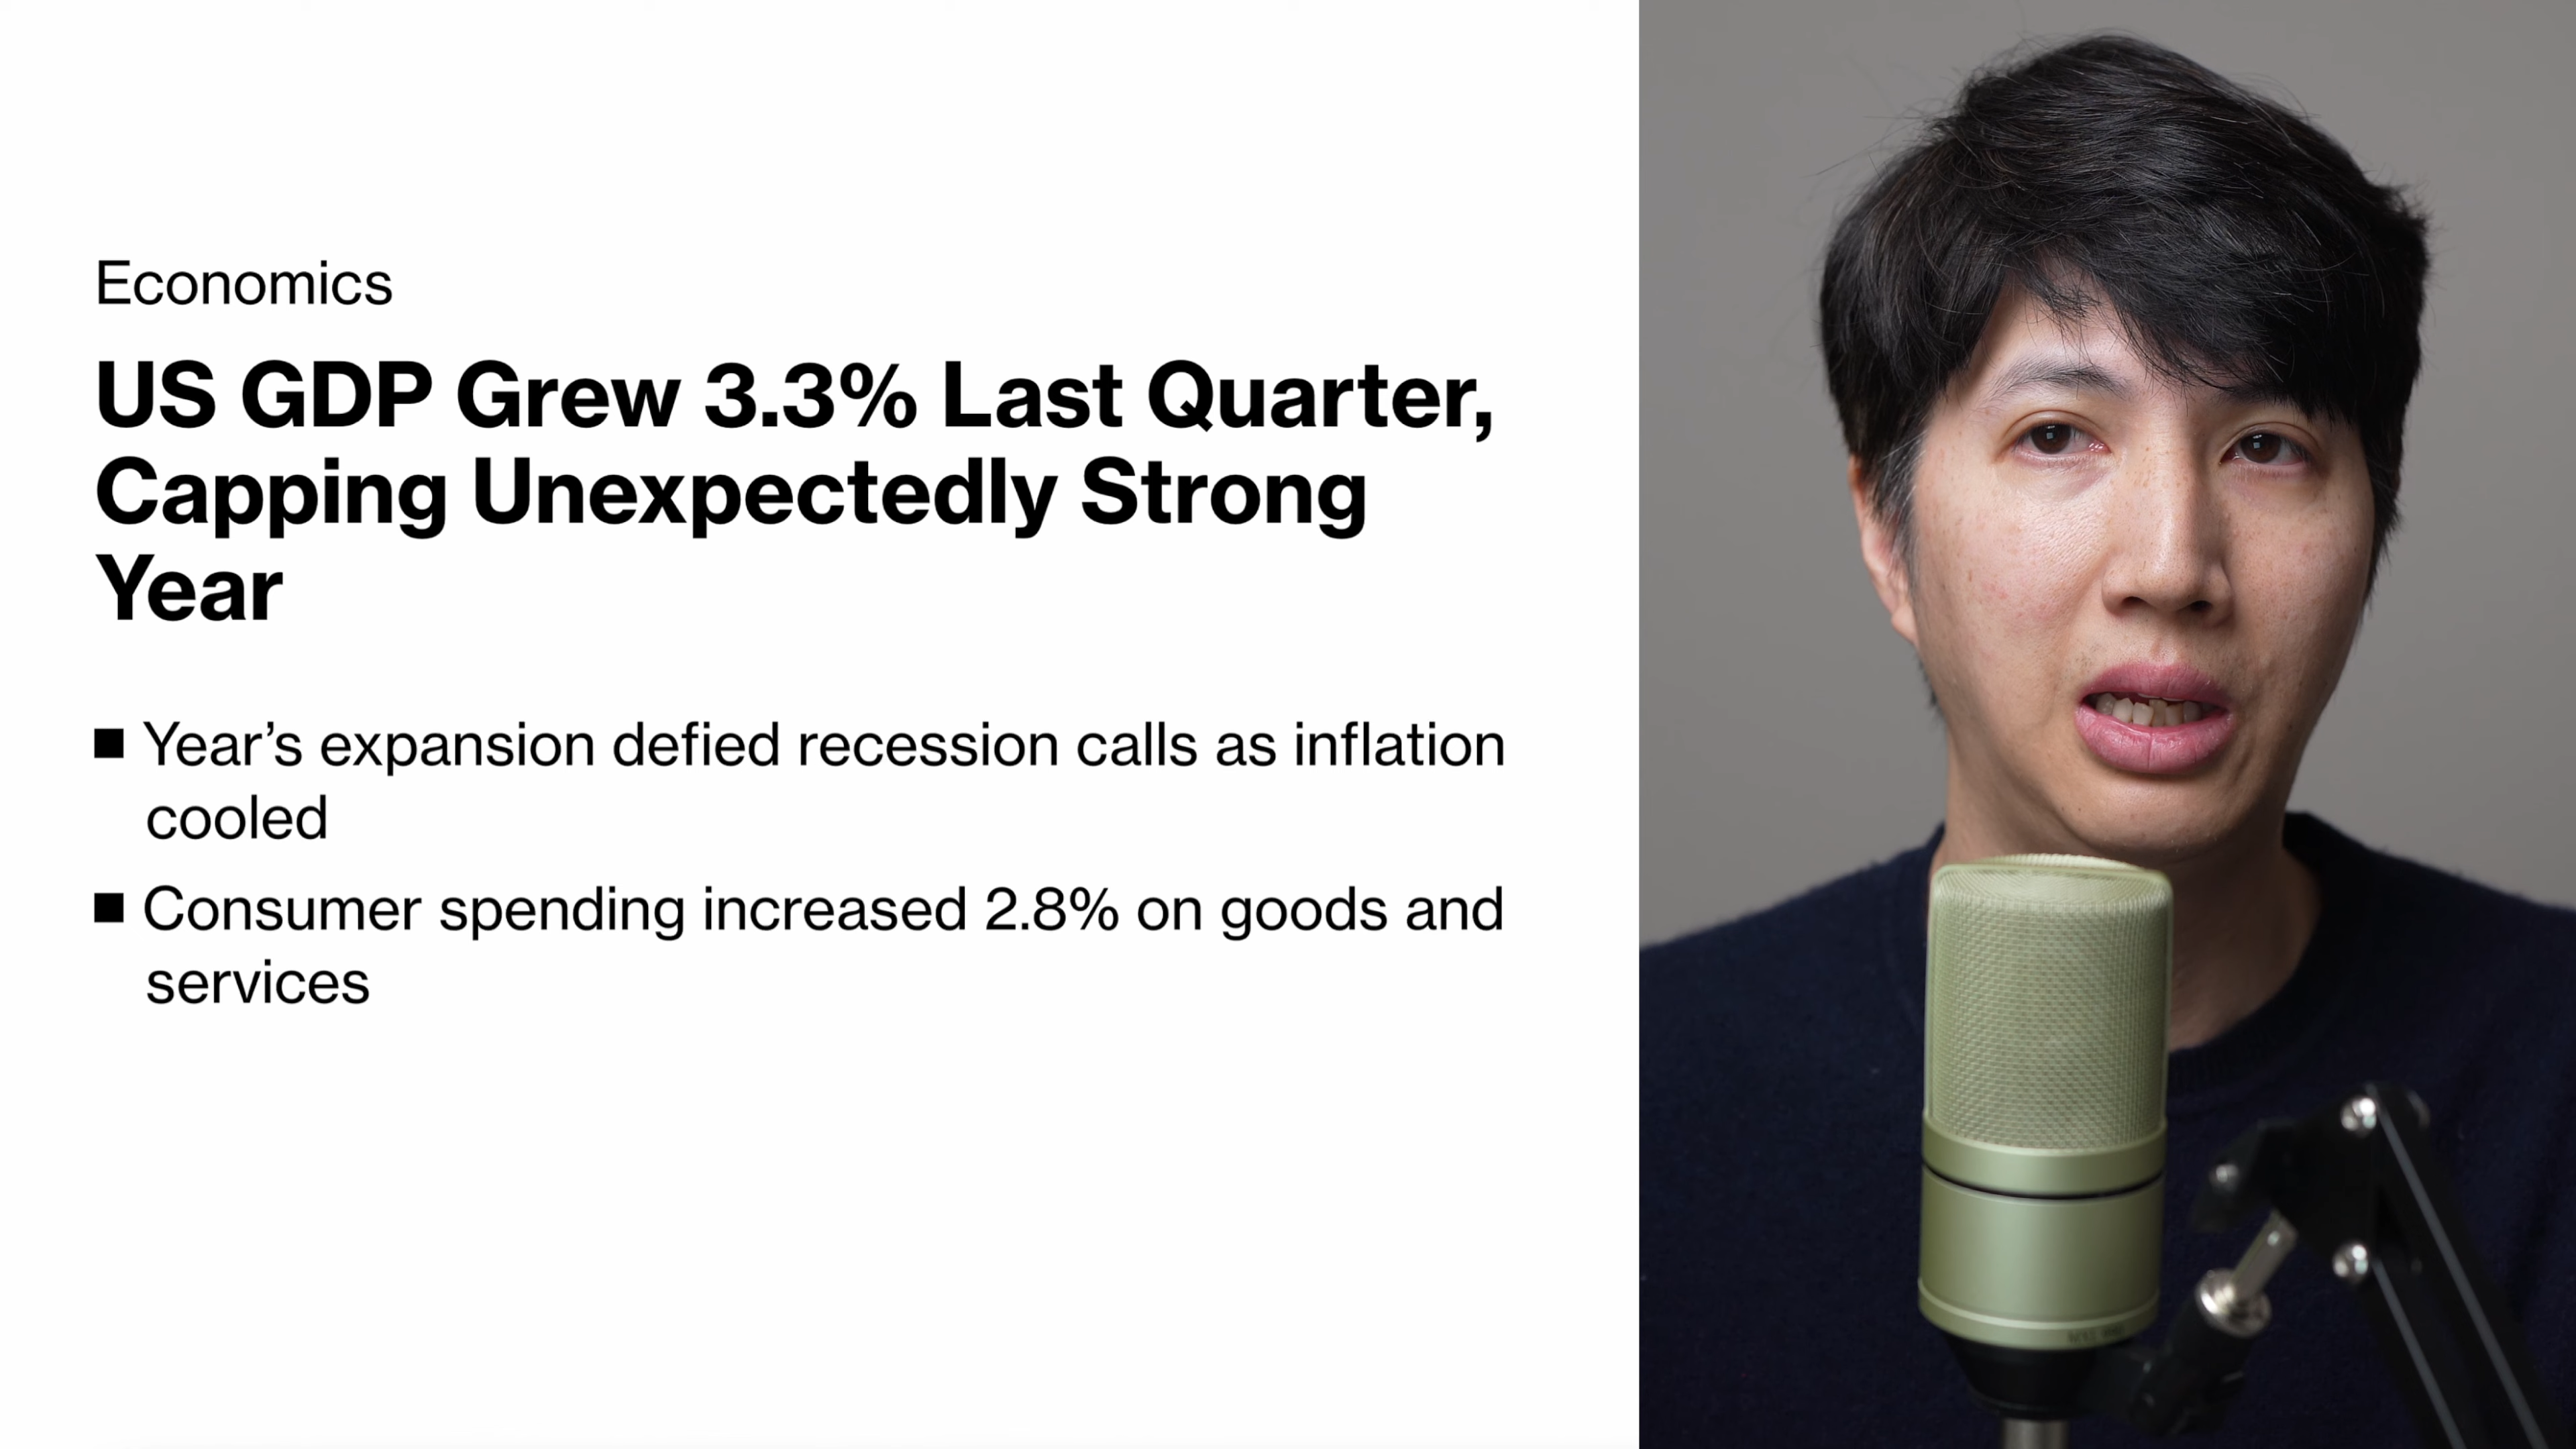 Economics
US GDP Grew 3.3% Last Quarter,
Capping Unexpectedly Strong
Year
■ Year’s expansion defied recession calls as inflation
cooled
■ Consumer spending increased 2.8% on goods and
services